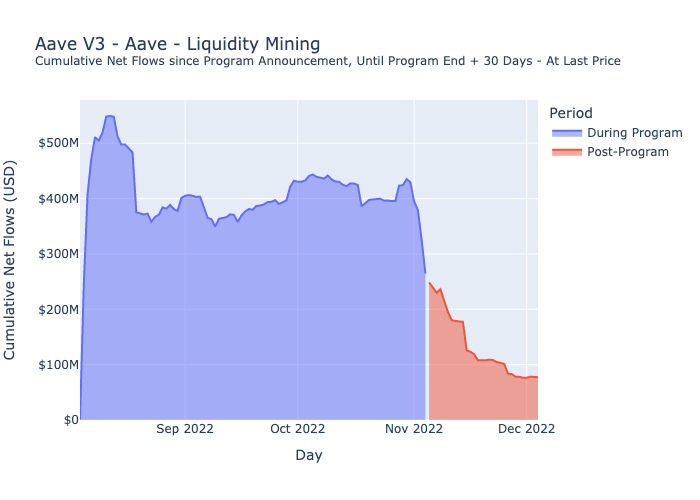 Aave V3 - Aave - Liquidity Mining
Cumulative Net Flows since Program Announcement, Until Program End + 30 Days - At Last Price
Period
During Program
Post-Program
Cumulative Net Flows (USD)
$500M
$400M
$300M
$200M
$100M
$0
Sep 2022
Oct 2022
Nov 2022
Dec 2022
Day